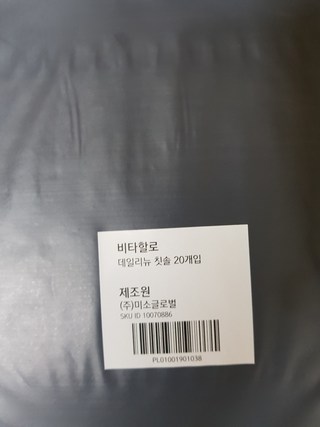 비타할로
데일리뉴 칫솔 20개입
제조원
(주)미소글로벌
SKU ID 10070886
PL01001901038